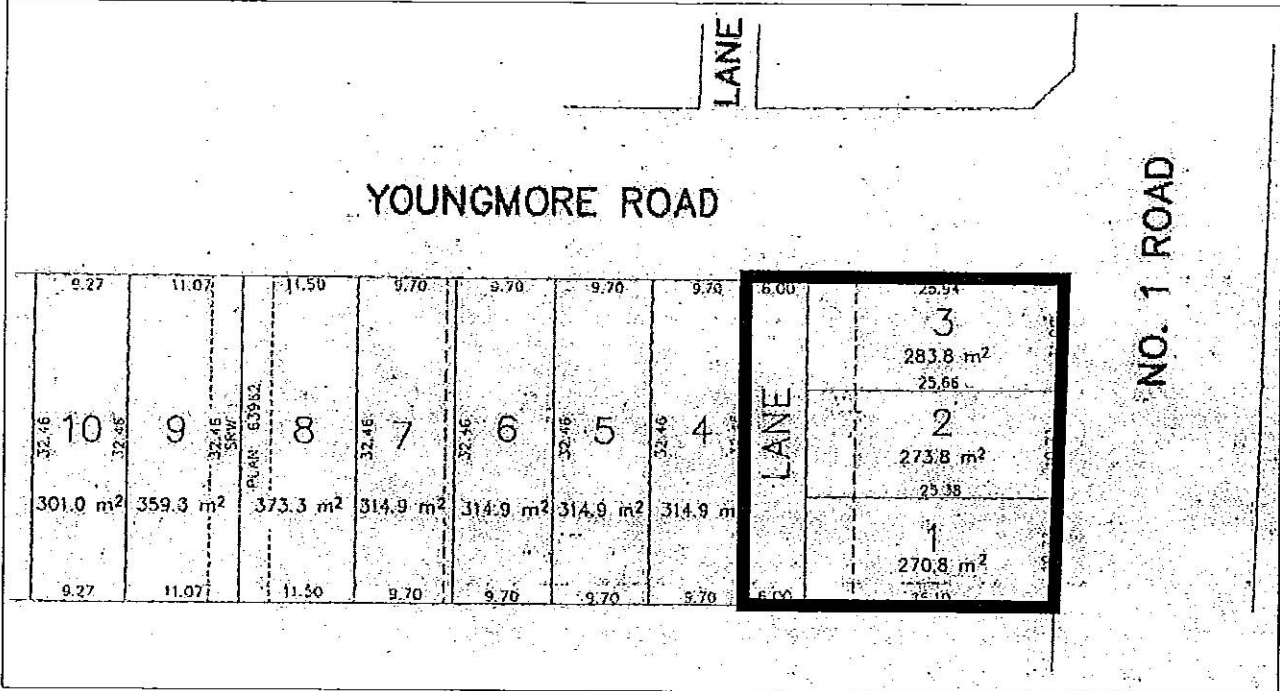 LANE
YOUNGMORE ROAD
NO. 1 ROAD
9.27 11.07 11.50 9.70 9.70 9.70 9.70 6.00 25.94
3
283.8 m²
25.66
32.46 10 32.46 9 32.46 SRW PLAN 63962 8 32.46 7 32.46 6 32.46 5 32.46 4 LANE 2
273.8 m²
25.38
301.0 m² 359.3 m² 373.3 m² 314.9 m² 314.9 m² 314.9 m² 314.9 m
1
270.8 m²
9.27 11.07 11.50 9.70 9.70 9.70 9.70 6.00